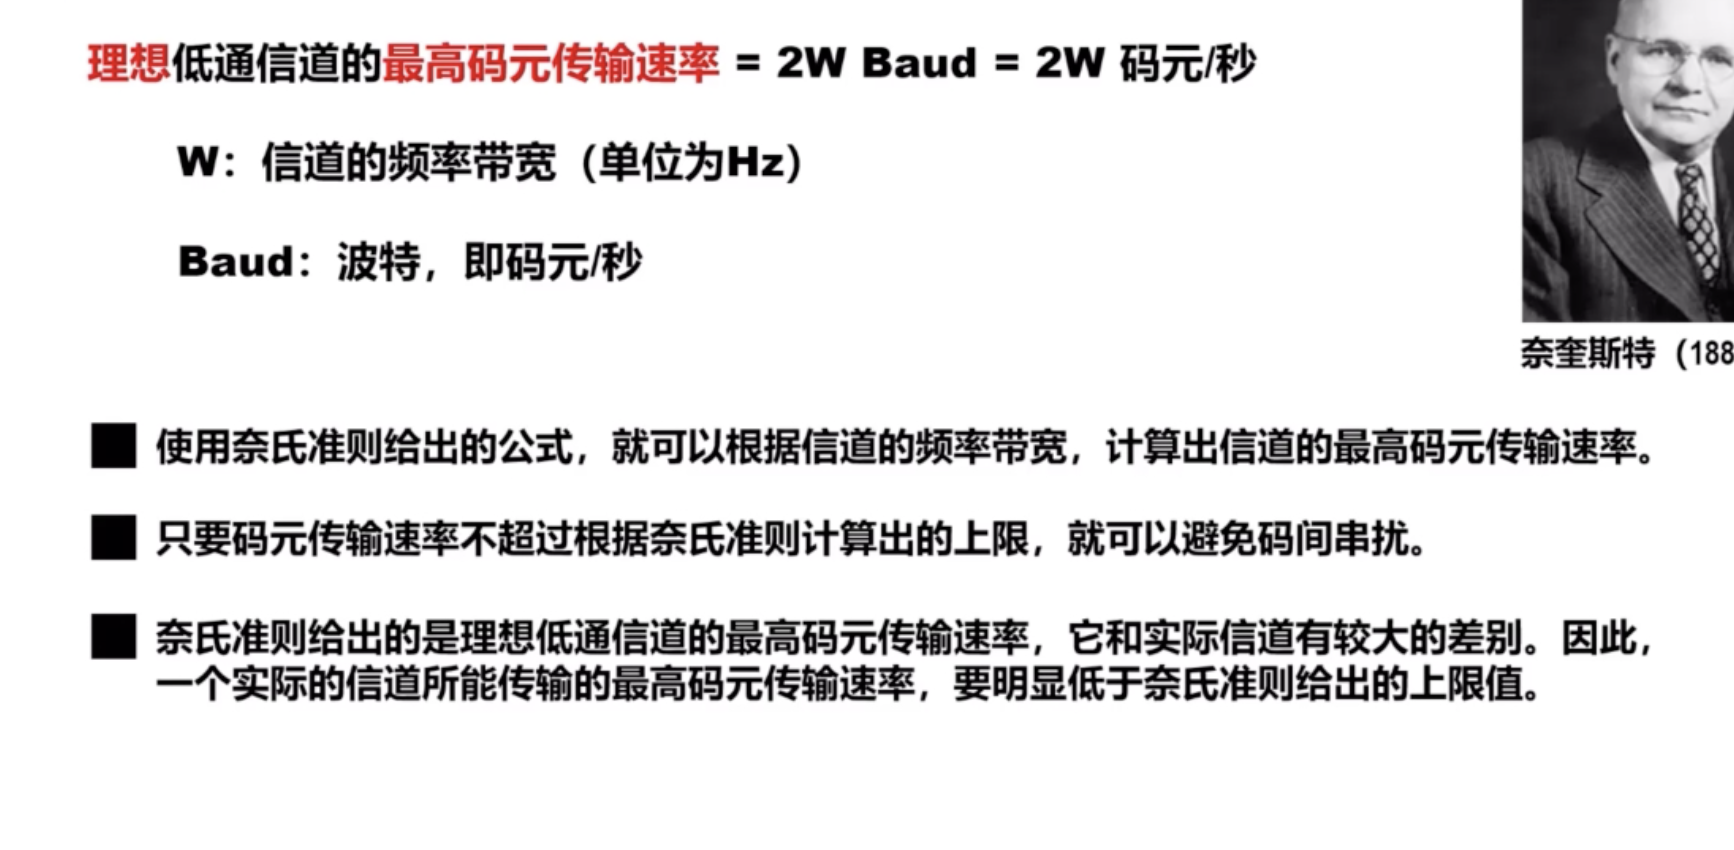 理想低通信道的最高码元传输速率 = 2W Baud = 2W 码元/秒
W：信道的频率带宽（单位为Hz）
Baud：波特，即码元/秒
奈奎斯特（188
使用奈氏准则给出的公式，就可以根据信道的频率带宽，计算出信道的最高码元传输速率。
只要码元传输速率不超过根据奈氏准则计算出的上限，就可以避免码间串扰。
奈氏准则给出的是理想低通信道的最高码元传输速率，它和实际信道有较大的差别。因此，
一个实际的信道所能传输的最高码元传输速率，要明显低于奈氏准则给出的上限值。